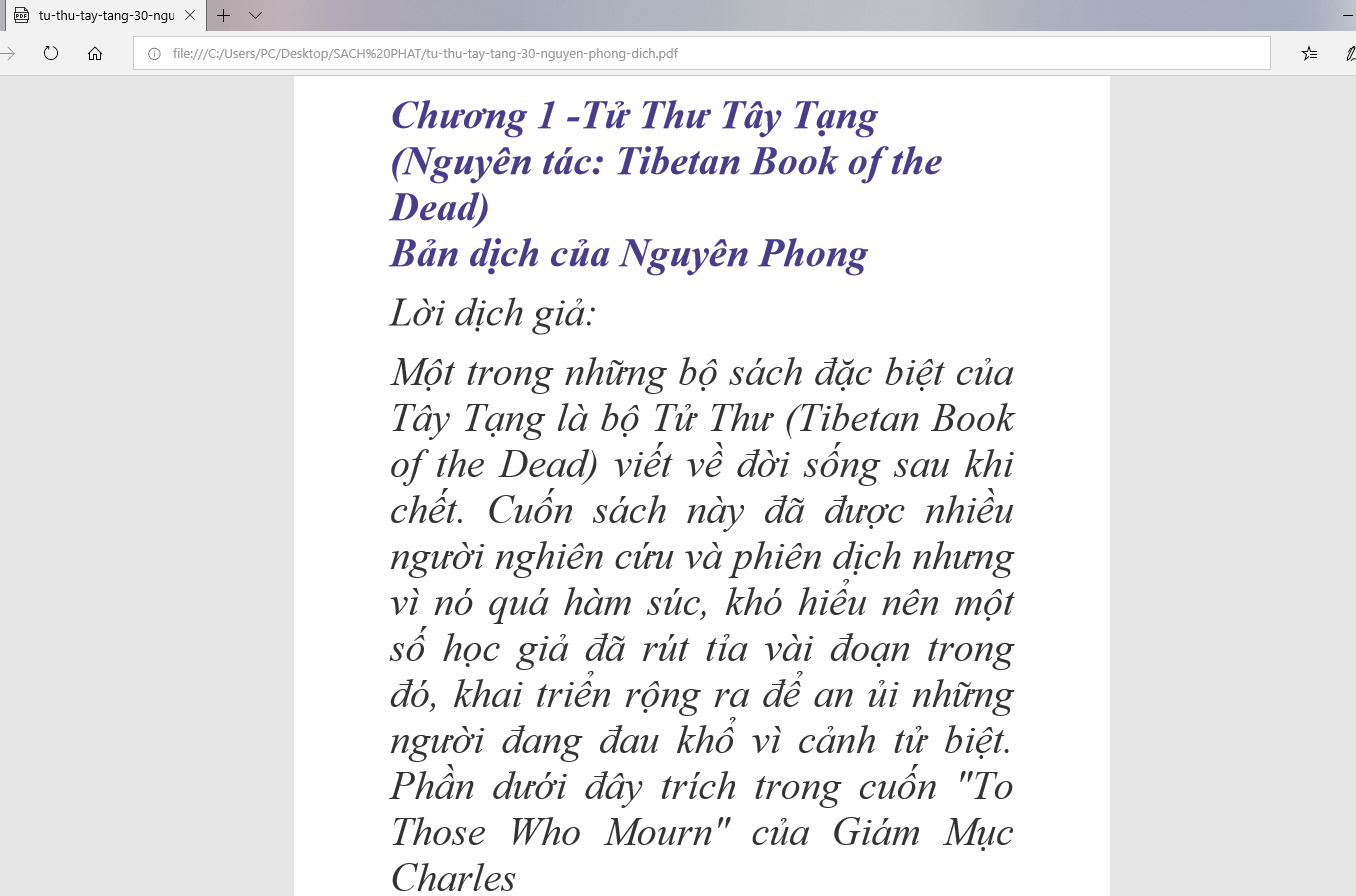 tu-thu-tay-tang-30-ngu
file:///C:/Users/PC/Desktop/SACH%20PHAT/tu-thu-tay-tang-30-nguyen-phong-dich.pdf
Chương 1 -Tử Thư Tây Tạng
(Nguyên tác: Tibetan Book of the
Dead)
Bản dịch của Nguyên Phong
Lời dịch giả:
Một trong những bộ sách đặc biệt của
Tây Tạng là bộ Tử Thư (Tibetan Book
of the Dead) viết về đời sống sau khi
chết. Cuốn sách này đã được nhiều
người nghiên cứu và phiên dịch nhưng
vì nó quá hàm súc, khó hiểu nên một
số học giả đã rút tỉa vài đoạn trong
đó, khai triển rộng ra để an ủi những
người đang đau khổ vì cảnh tử biệt.
Phần dưới đây trích trong cuốn "To
Those Who Mourn" của Giám Mục
Charles